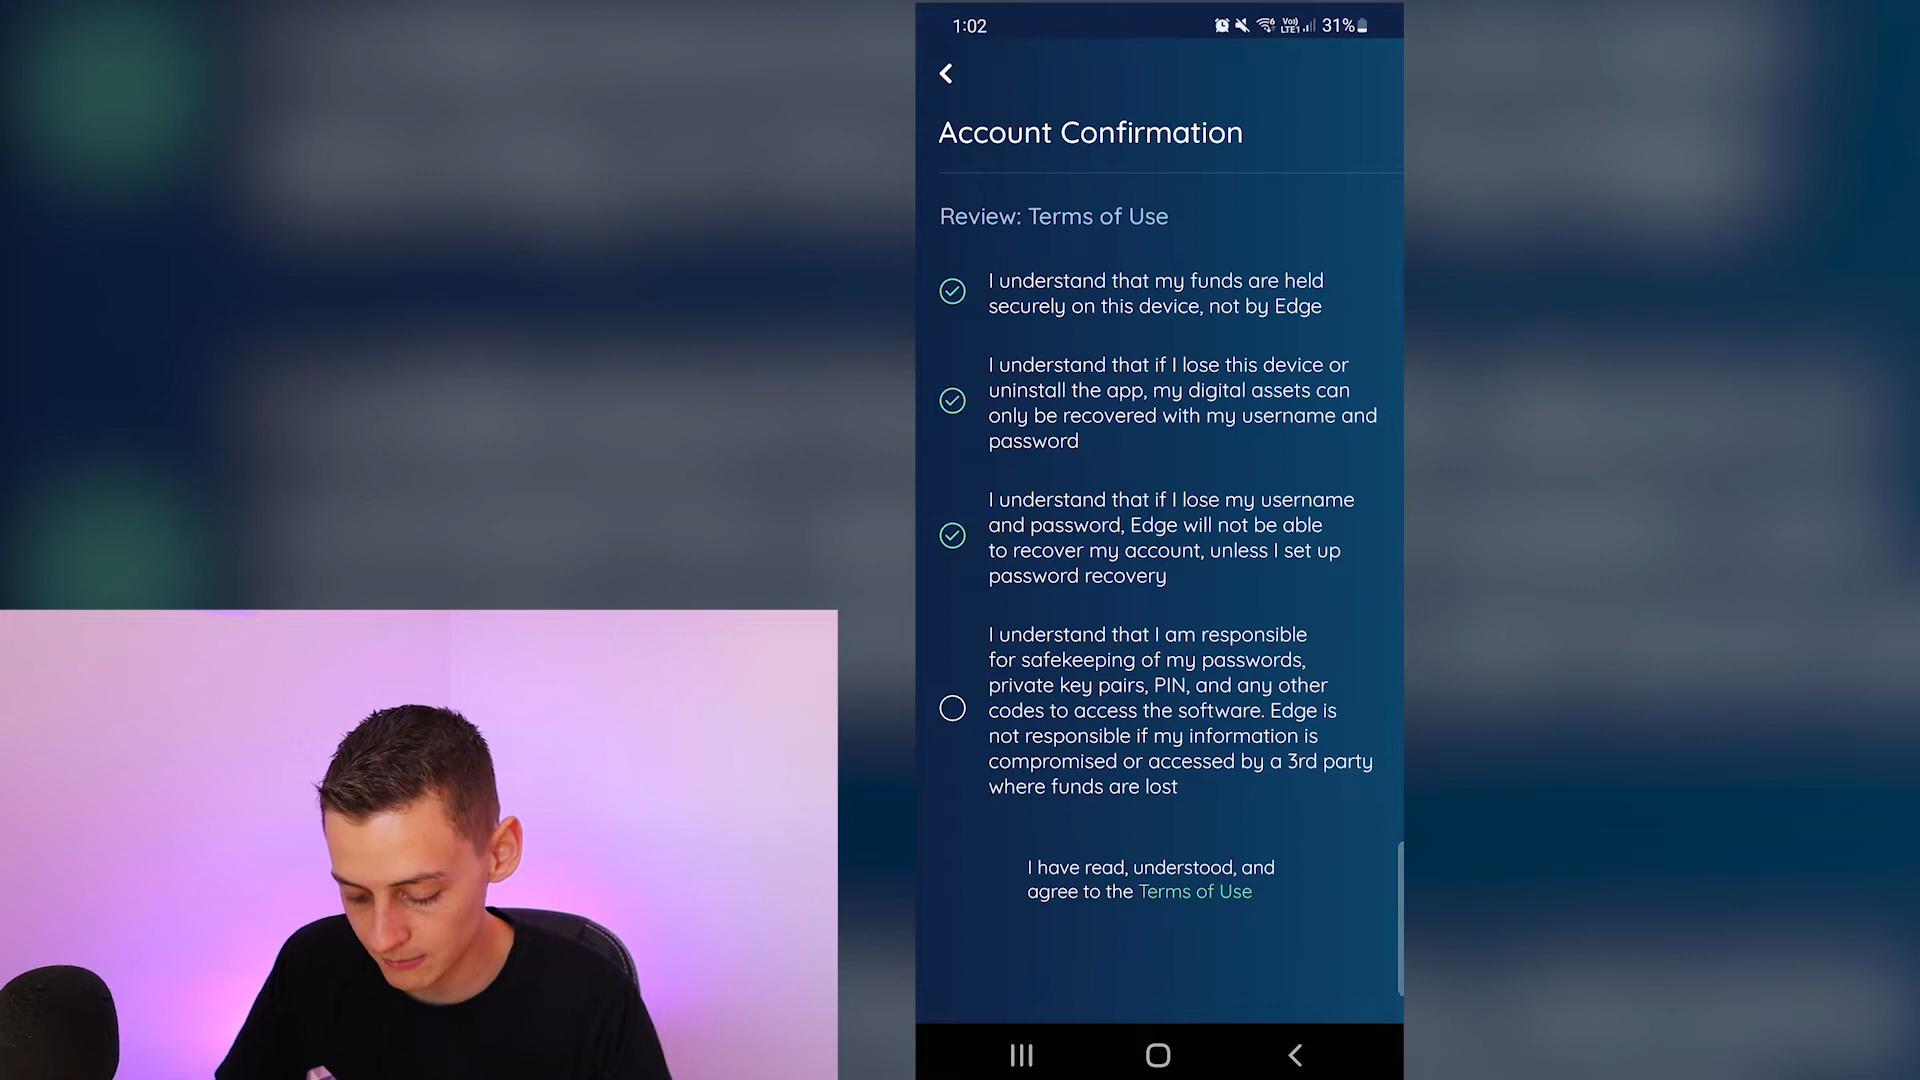 1:02
Vo)) LTE1 31%
Account Confirmation
Review: Terms of Use
I understand that my funds are held
securely on this device, not by Edge
I understand that if I lose this device or
uninstall the app, my digital assets can
only be recovered with my username and
password
I understand that if I lose my username
and password, Edge will not be able
to recover my account, unless I set up
password recovery
I understand that I am responsible
for safekeeping of my passwords,
private key pairs, PIN, and any other
codes to access the software. Edge is
not responsible if my information is
compromised or accessed by a 3rd party
where funds are lost
I have read, understood, and
agree to the Terms of Use